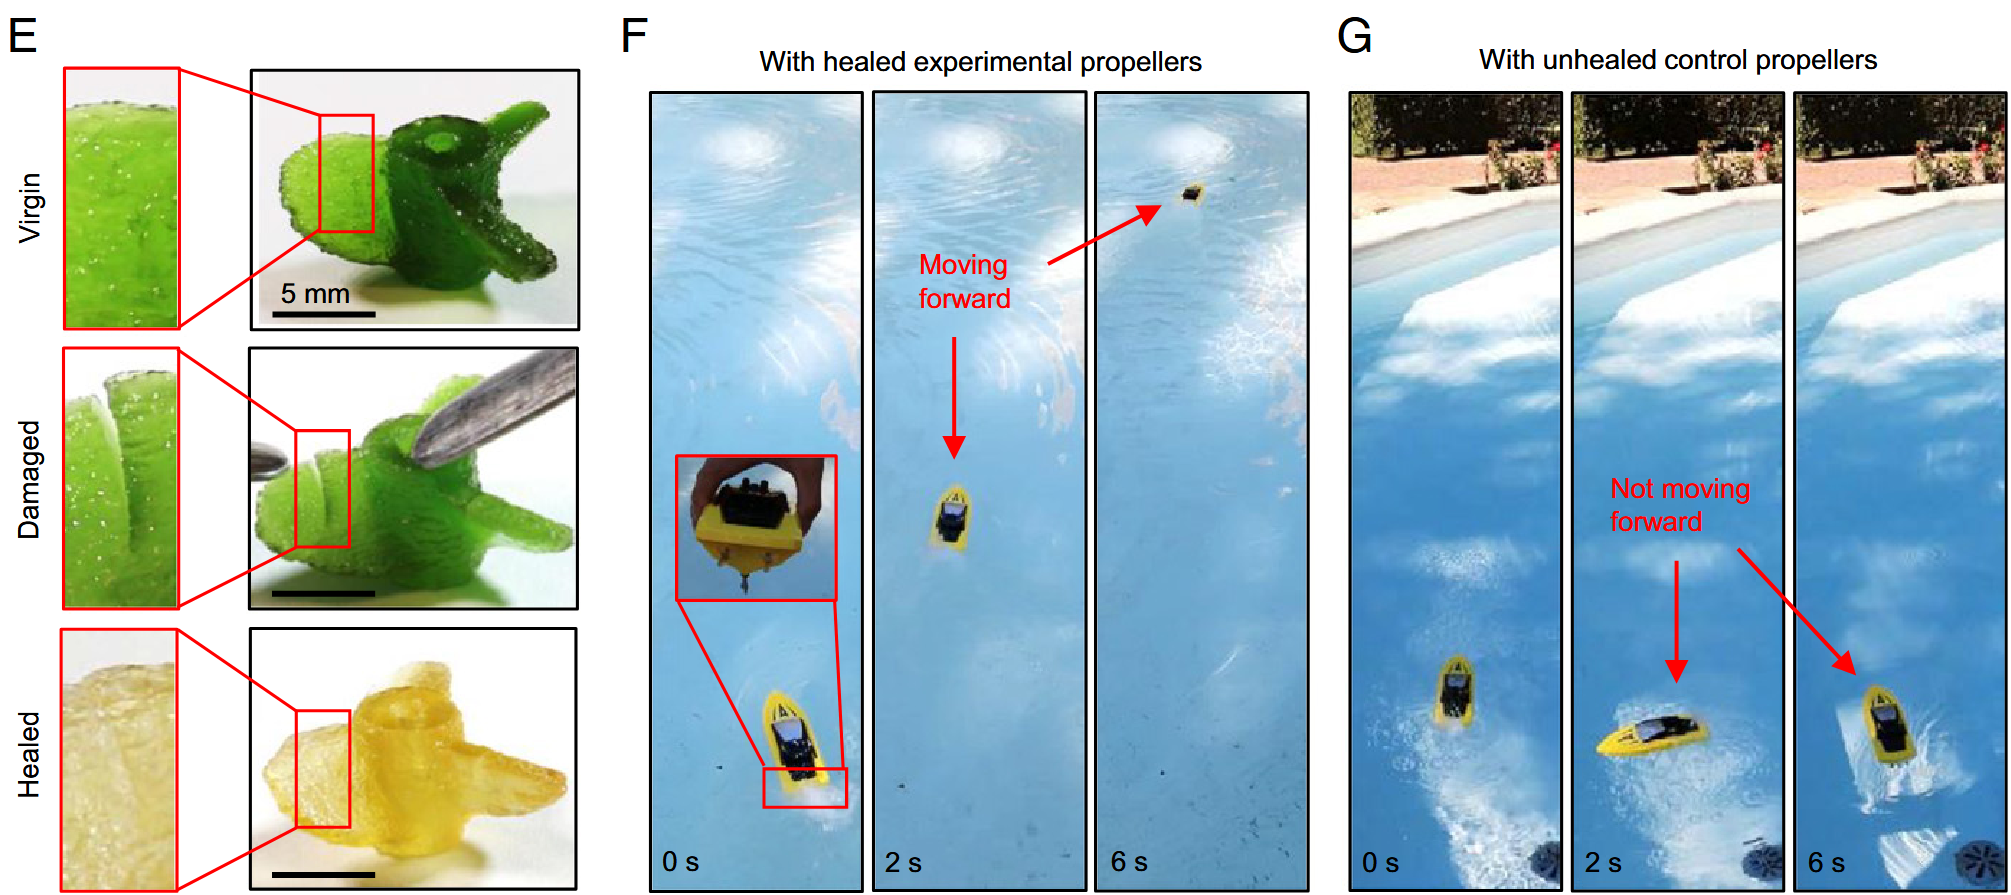 E
Virgin
5 mm
Damaged
Healed
F
With healed experimental propellers
Moving
forward
0 s
2 s
6 s
G
With unhealed control propellers
Not moving
forward
0 s
2 s
6 s